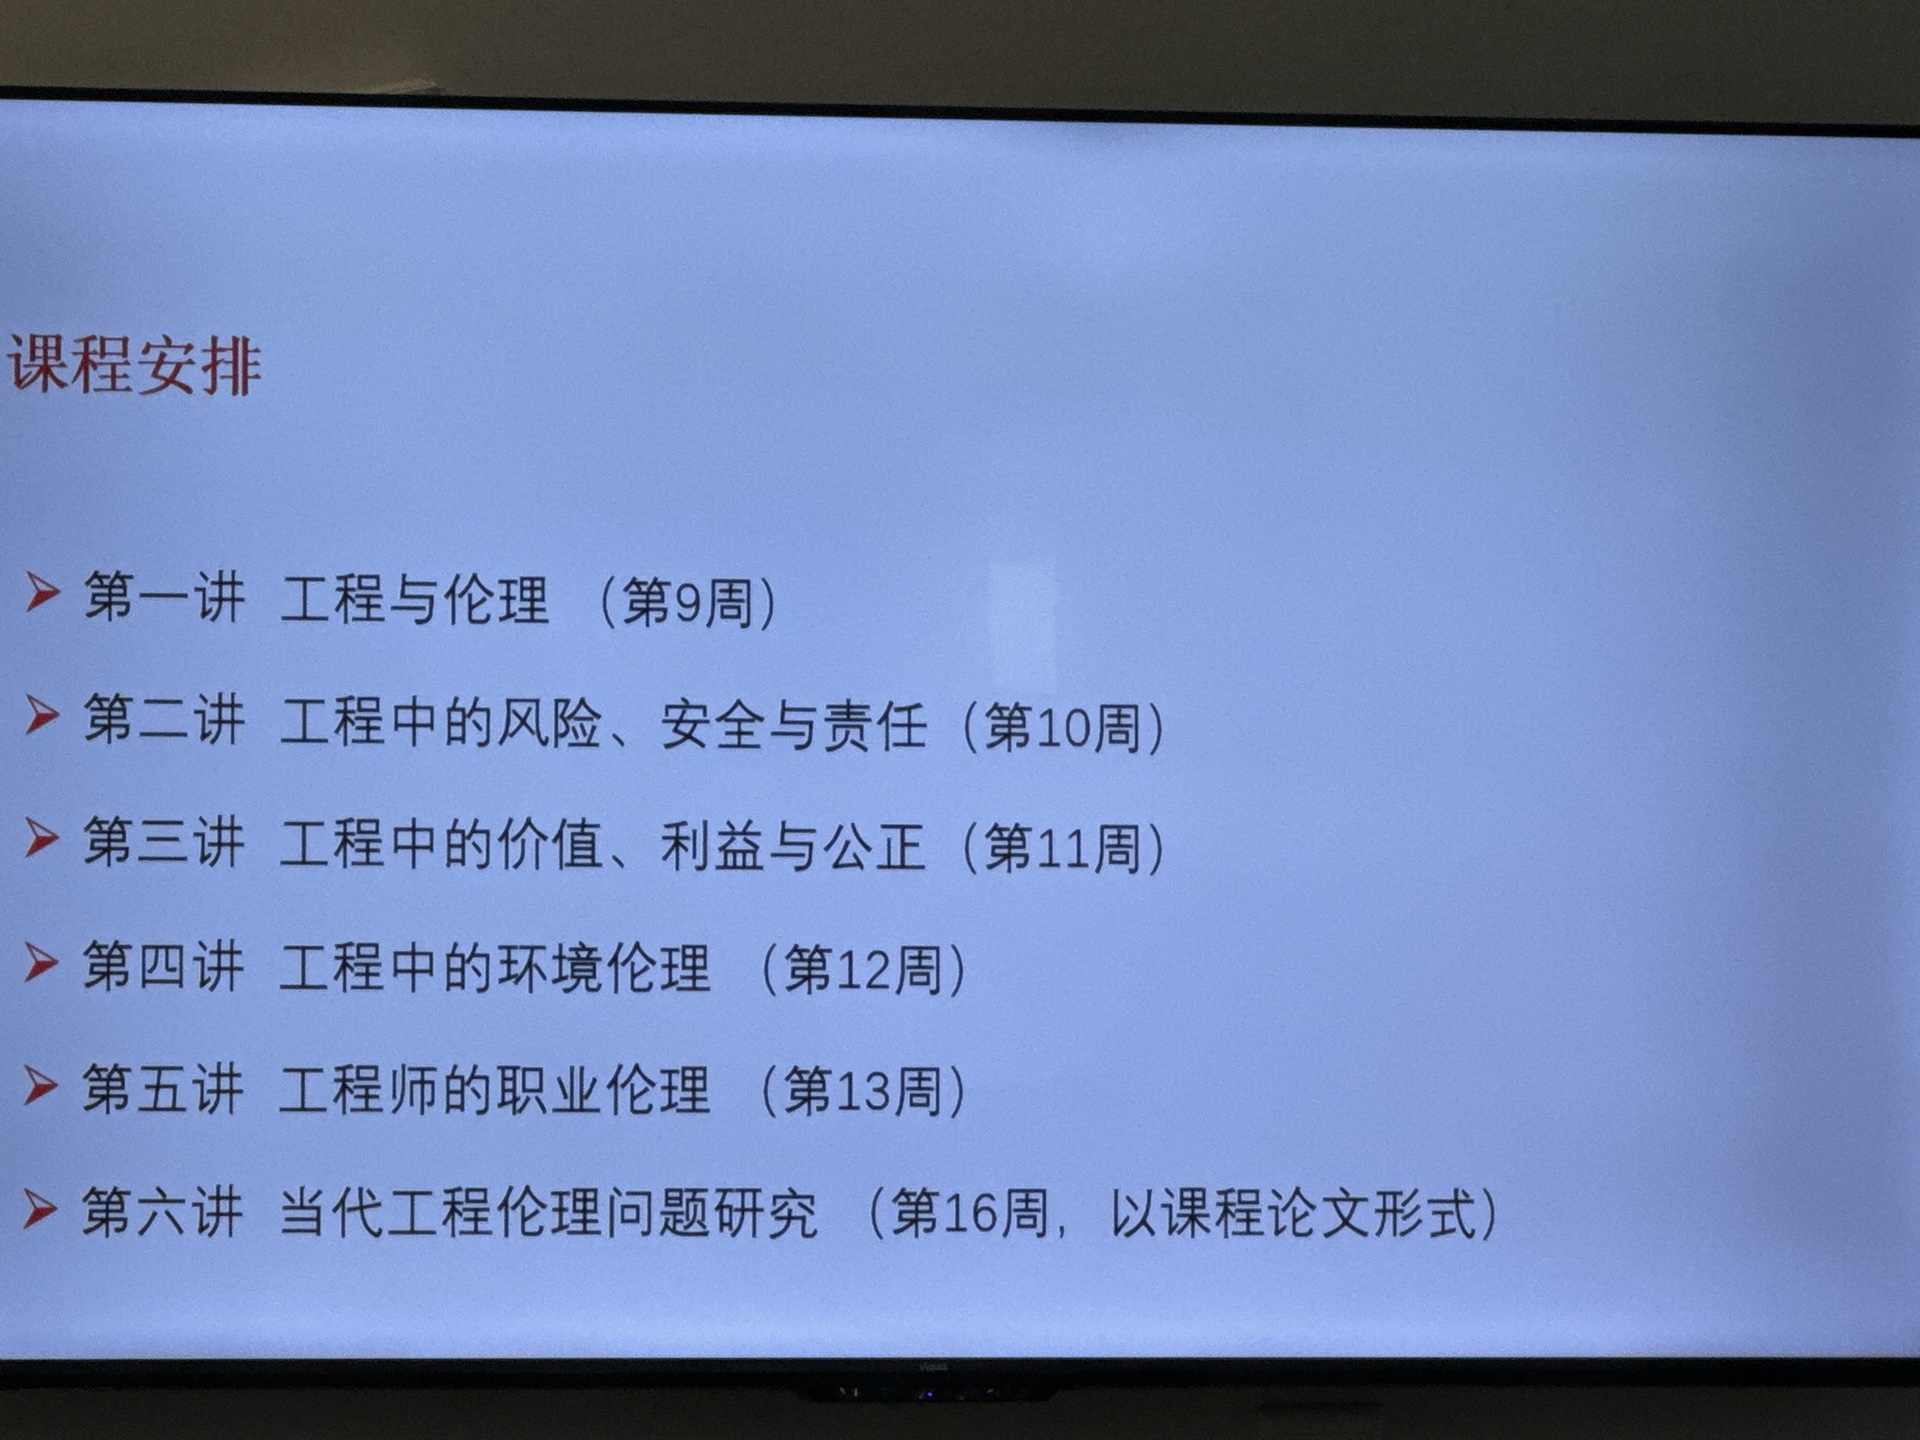 课程安排
第一讲 工程与伦理 （第9周）
第二讲 工程中的风险、安全与责任（第10周）
第三讲 工程中的价值、利益与公正（第11周）
第四讲 工程中的环境伦理 （第12周）
第五讲 工程师的职业伦理 （第13周）
第六讲 当代工程伦理问题研究 （第16周，以课程论文形式）